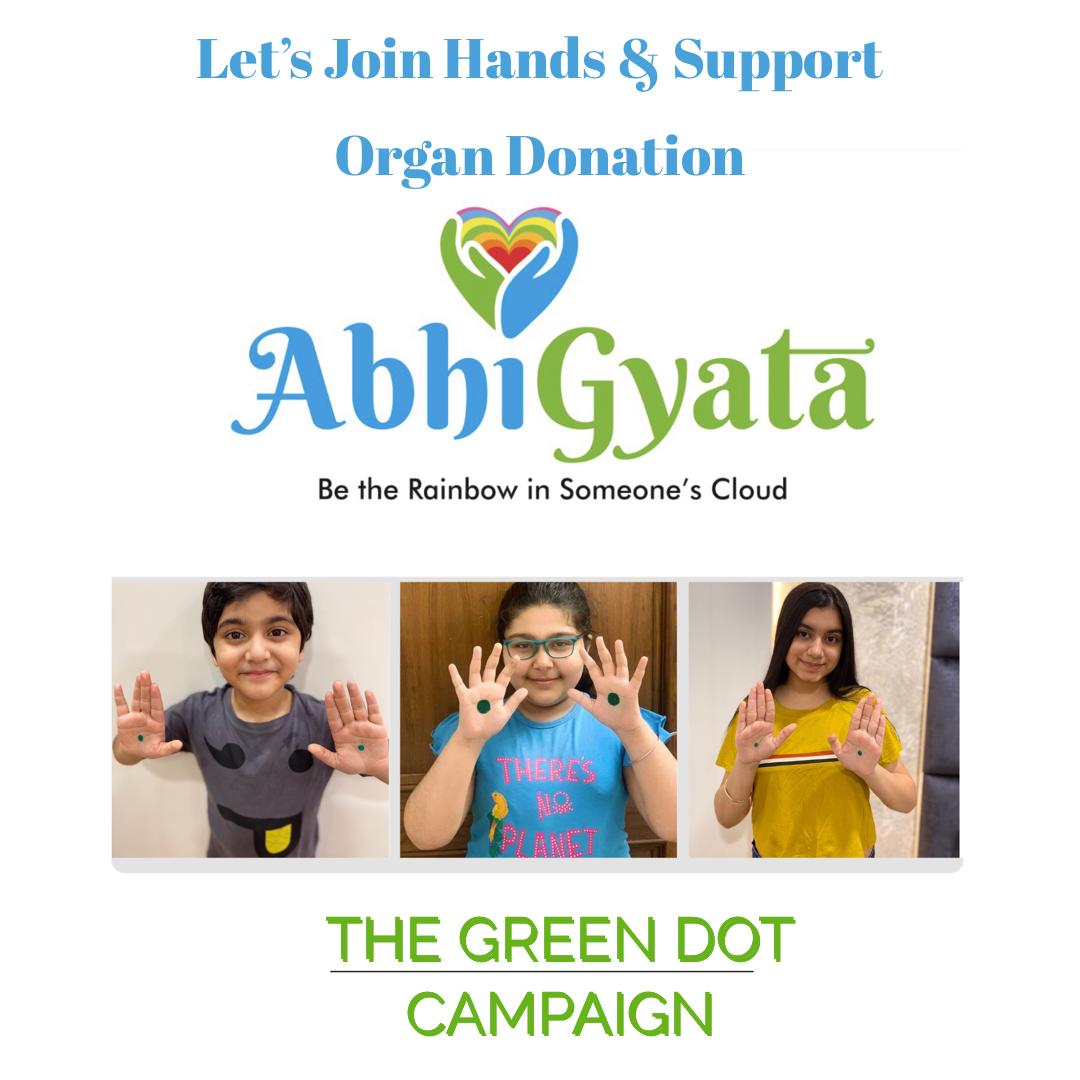 Let’s Join Hands & Support
Organ Donation
AbhiGyata
Be the Rainbow in Someone’s Cloud
THERE'S
NO
PLANET
THE GREEN DOT
CAMPAIGN